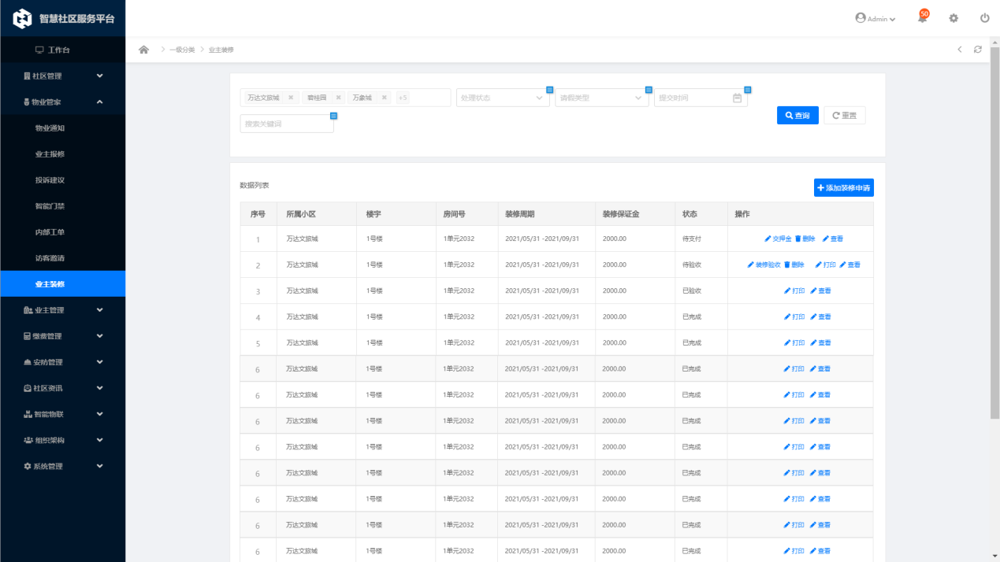 智慧社区服务平台
Admin
50
工作台
社区管理
物业管家
物业通知
业主报修
投诉建议
智能门禁
内部工单
访客邀请
业主装修
业主管理
缴费管理
安防管理
社区资讯
智能物联
组织架构
系统管理
一级分类 业主装修
万达文旅城 碧桂园 万象城 +5 处理状态 请假类型 提交时间
搜索关键词
查询 重置
数据列表
添加装修申请
序号 所属小区 楼宇 房间号 装修周期 装修保证金 状态 操作
1 万达文旅城 1号楼 1单元2032 2021/05/31 -2021/09/31 2000.00 待支付 交押金 删除 查看
2 万达文旅城 1号楼 1单元2032 2021/05/31 -2021/09/31 2000.00 待验收 装修验收 删除 打印 查看
3 万达文旅城 1号楼 1单元2032 2021/05/31 -2021/09/31 2000.00 已验收 打印 查看
4 万达文旅城 1号楼 1单元2032 2021/05/31 -2021/09/31 2000.00 已完成 打印 查看
5 万达文旅城 1号楼 1单元2032 2021/05/31 -2021/09/31 2000.00 已完成 打印 查看
6 万达文旅城 1号楼 1单元2032 2021/05/31 -2021/09/31 2000.00 已完成 打印 查看
6 万达文旅城 1号楼 1单元2032 2021/05/31 -2021/09/31 2000.00 已完成 打印 查看
6 万达文旅城 1号楼 1单元2032 2021/05/31 -2021/09/31 2000.00 已完成 打印 查看
6 万达文旅城 1号楼 1单元2032 2021/05/31 -2021/09/31 2000.00 已完成 打印 查看
6 万达文旅城 1号楼 1单元2032 2021/05/31 -2021/09/31 2000.00 已完成 打印 查看
6 万达文旅城 1号楼 1单元2032 2021/05/31 -2021/09/31 2000.00 已完成 打印 查看
6 万达文旅城 1号楼 1单元2032 2021/05/31 -2021/09/31 2000.00 已完成 打印 查看
6 万达文旅城 1号楼 1单元2032 2021/05/31 -2021/09/31 2000.00 已完成 打印 查看